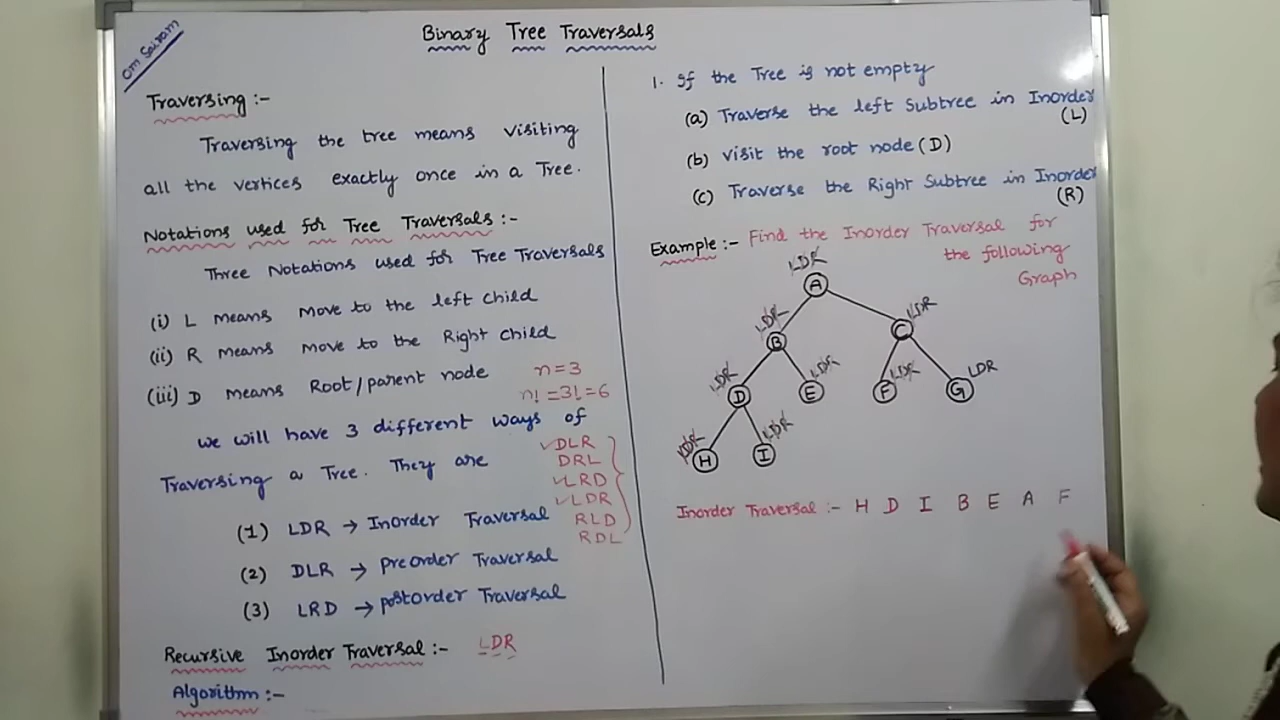 Om Sairam
Binary Tree Traversals
Traversing :-
Traversing the tree means visiting
all the vertices exactly once in a Tree.
Notations used for Tree Traversals :-
Three Notations used for Tree Traversals
(i) L means move to the left child
(ii) R means move to the Right child
(iii) D means Root/parent node
n=3
n! =3!=6
we will have 3 different ways of
Traversing a Tree. They are
✓DLR
DRL
✓LRD
✓LDR
RLD
RDL
(1) LDR → Inorder Traversal
(2) DLR → preorder Traversal
(3) LRD → postorder Traversal
Recursive Inorder Traversal :- LDR
Algorithm :-
1. If the Tree is not empty
(a) Traverse the left Subtree in Inorder
(L)
(b) visit the root node (D)
(c) Traverse the Right Subtree in Inorder
(R)
Example :- Find the Inorder Traversal for
the following
Graph
LDR
A
LDR
B
LDR
C
LDR
D
LDR
E
LDR
F
LDR
G
LDR
H
LDR
I
Inorder Traversal :- H D I B E A F